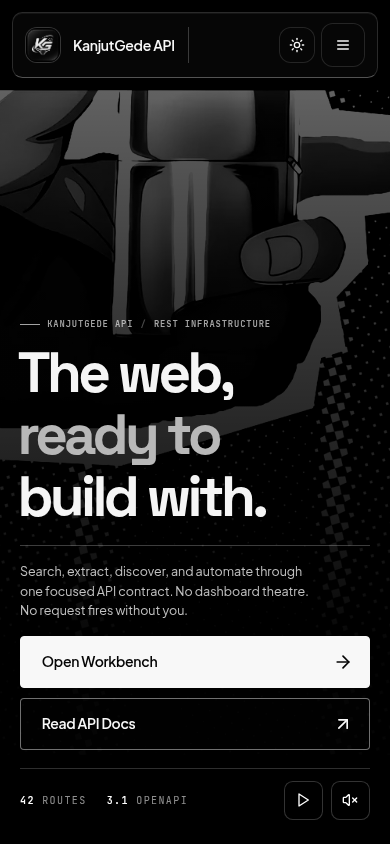 KG
KanjutGede API
KANJUTGEDE API / REST INFRASTRUCTURE
The web,
ready to
build with.
Search, extract, discover, and automate through
one focused API contract. No dashboard theatre.
No request fires without you.
Open Workbench
Read API Docs
42 ROUTES 3.1 OPENAPI